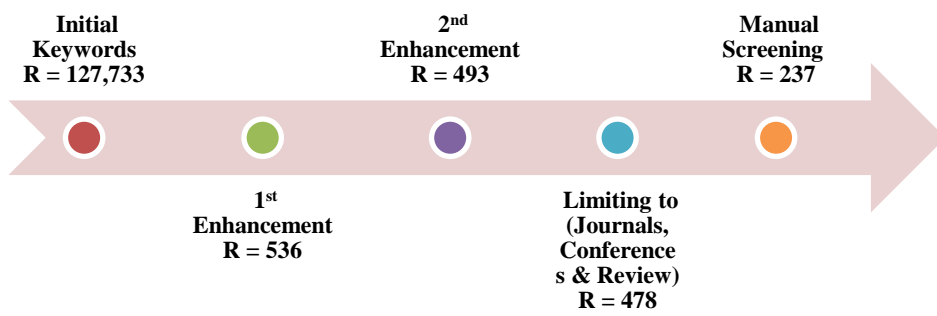 Initial
Keywords
R = 127,733
1st
Enhancement
R = 536
2nd
Enhancement
R = 493
Limiting to
(Journals,
Conference
s & Review)
R = 478
Manual
Screening
R = 237